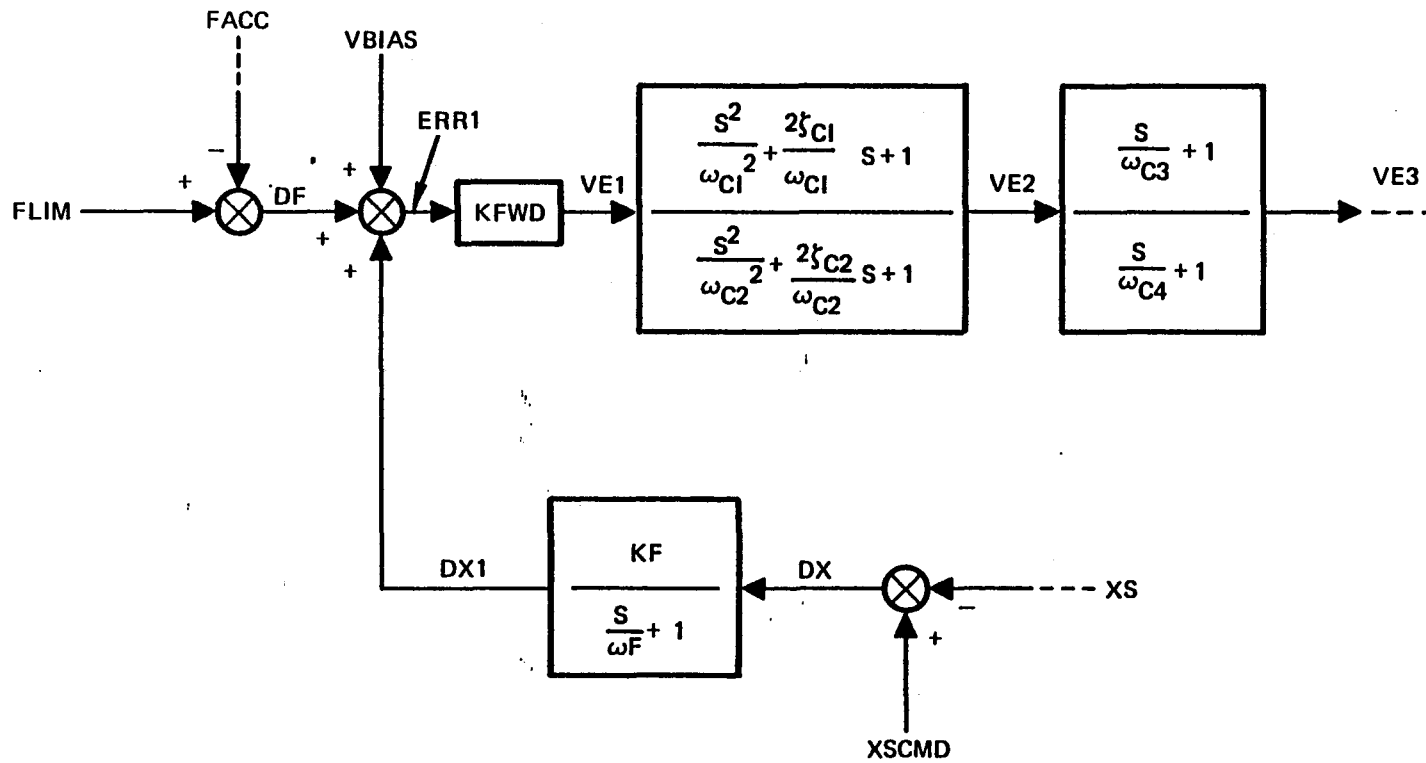 FACC
VBIAS
ERR1
FLIM
+
−
DF
+
+
+
KFWD
VE1
S²/ωC1² + 2ζC1/ωC1 S + 1
S²/ωC2² + 2ζC2/ωC2 S + 1
VE2
S/ωC3 + 1
S/ωC4 + 1
VE3
DX1
KF
S/ωF + 1
DX
−
XS
+
XSCMD